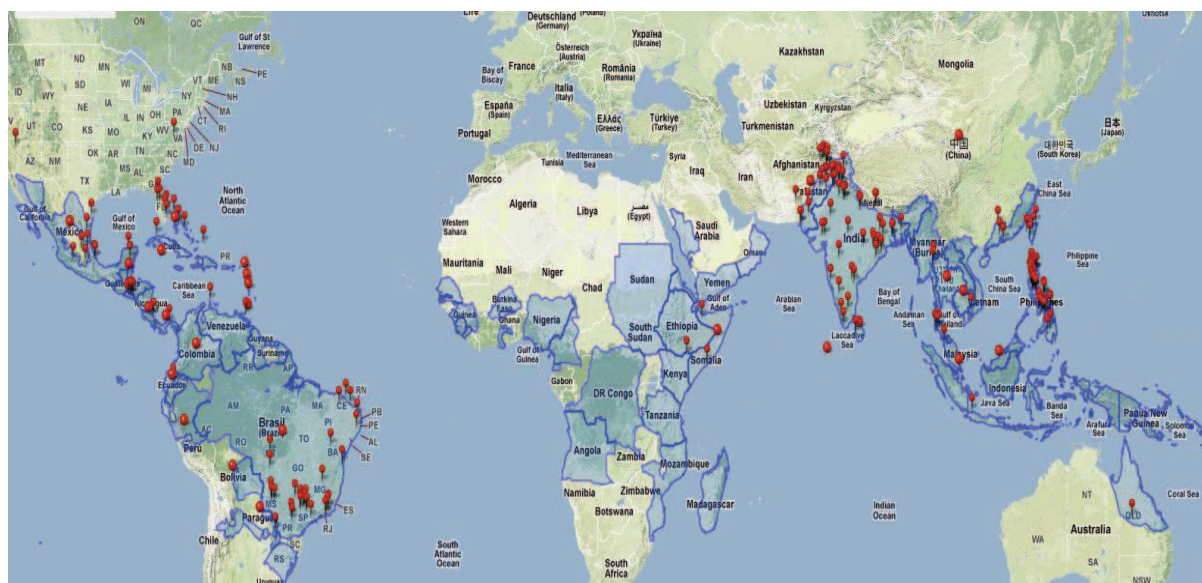 ON
QC
Gulf of St
Lawrence
NB
PE
NS
MT
ND
MN
ME
VT
NH
ID
SD
WI
MI
NY
MA
WY
NE
IA
CT
RI
PA
OH
IL
IN
UT
CO
KS
MO
WV
VA
KY
DE
NJ
MD
NC
TN
OK
AR
AZ
NM
SC
MS
AL
TX
LA
North
Atlantic
Ocean
Gulf of
California
Gulf of
Mexico
México
Cuba
PR
Caribbean
Sea
Nicaragua
Venezuela
Guyana
Suriname
Colombia
RR
AP
Ecuador
AM
PA
MA
CE
RN
PB
PE
AL
SE
PI
TO
BA
AC
RO
Brasil
Perú
GO
Bolivia
MG
MS
ES
SP
RJ
PR
Paraguay
SC
RS
Chile
South
Atlantic
Ocean
Deutschland
(Germany)
Україна
(Ukraine)
Österreich
(Austria)
France
Bay of
Biscay
România
(Romania)
Italia
(Italy)
España
(Spain)
Portugal
Ελλάς
(Greece)
Türkiye
(Turkey)
Mediterranean
Sea
Tunisia
Syria
Morocco
Iraq
Iran
Algeria
Libya
مصر
(Egypt)
Western
Sahara
Saudi
Arabia
Oman
Mauritania
Mali
Niger
Chad
Sudan
Yemen
Gulf of
Aden
Arabian
Sea
Burkina
Faso
Guinea
Ghana
Nigeria
South
Sudan
Ethiopia
Somalia
Gulf of
Guinea
Gabon
DR Congo
Kenya
Tanzania
Angola
Zambia
Mozambique
Namibia
Zimbabwe
Botswana
Madagascar
South
Africa
Indian
Ocean
Kazakhstan
Mongolia
Uzbekistan
Kyrgyzstan
Turkmenistan
Afghanistan
Pakistan
Nepal
India
中国
(China)
日本
(Japan)
대한민국
(South Korea)
East
China Sea
Myanmar
(Burma)
Bay of
Bengal
Andaman
Sea
Laccadive
Sea
Gulf of
Thailand
Vietnam
South
China Sea
Philippine
Sea
Philippines
Malaysia
Indonesia
Java Sea
Banda
Sea
Arafura
Sea
Papua New
Guinea
Solomon
Sea
Coral Sea
NT
QLD
WA
Australia
SA
NSW